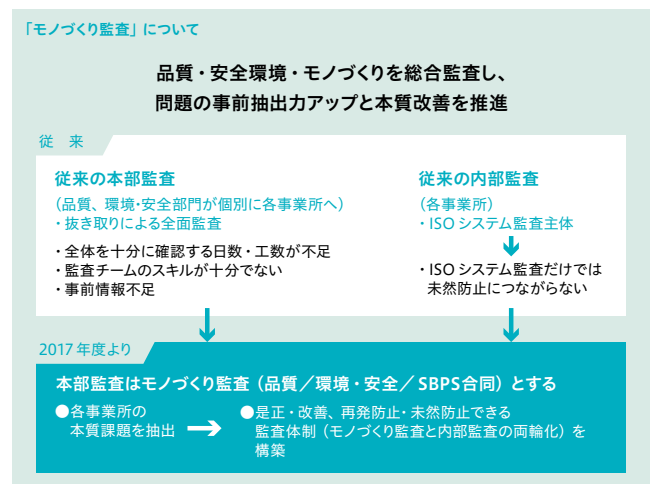 「モノづくり監査」について
品質・安全環境・モノづくりを総合監査し、
問題の事前抽出力アップと本質改善を推進
従　来
従来の本部監査
（品質、環境・安全部門が個別に各事業所へ）
・抜き取りによる全面監査
・全体を十分に確認する日数・工数が不足
・監査チームのスキルが十分でない
・事前情報不足
従来の内部監査
（各事業所）
・ISO システム監査主体
・ISO システム監査だけでは
未然防止につながらない
2017 年度より
本部監査はモノづくり監査（品質／環境・安全／SBPS合同）とする
●各事業所の
本質課題を抽出
●是正・改善、再発防止・未然防止できる
監査体制（モノづくり監査と内部監査の両輪化）を
構築